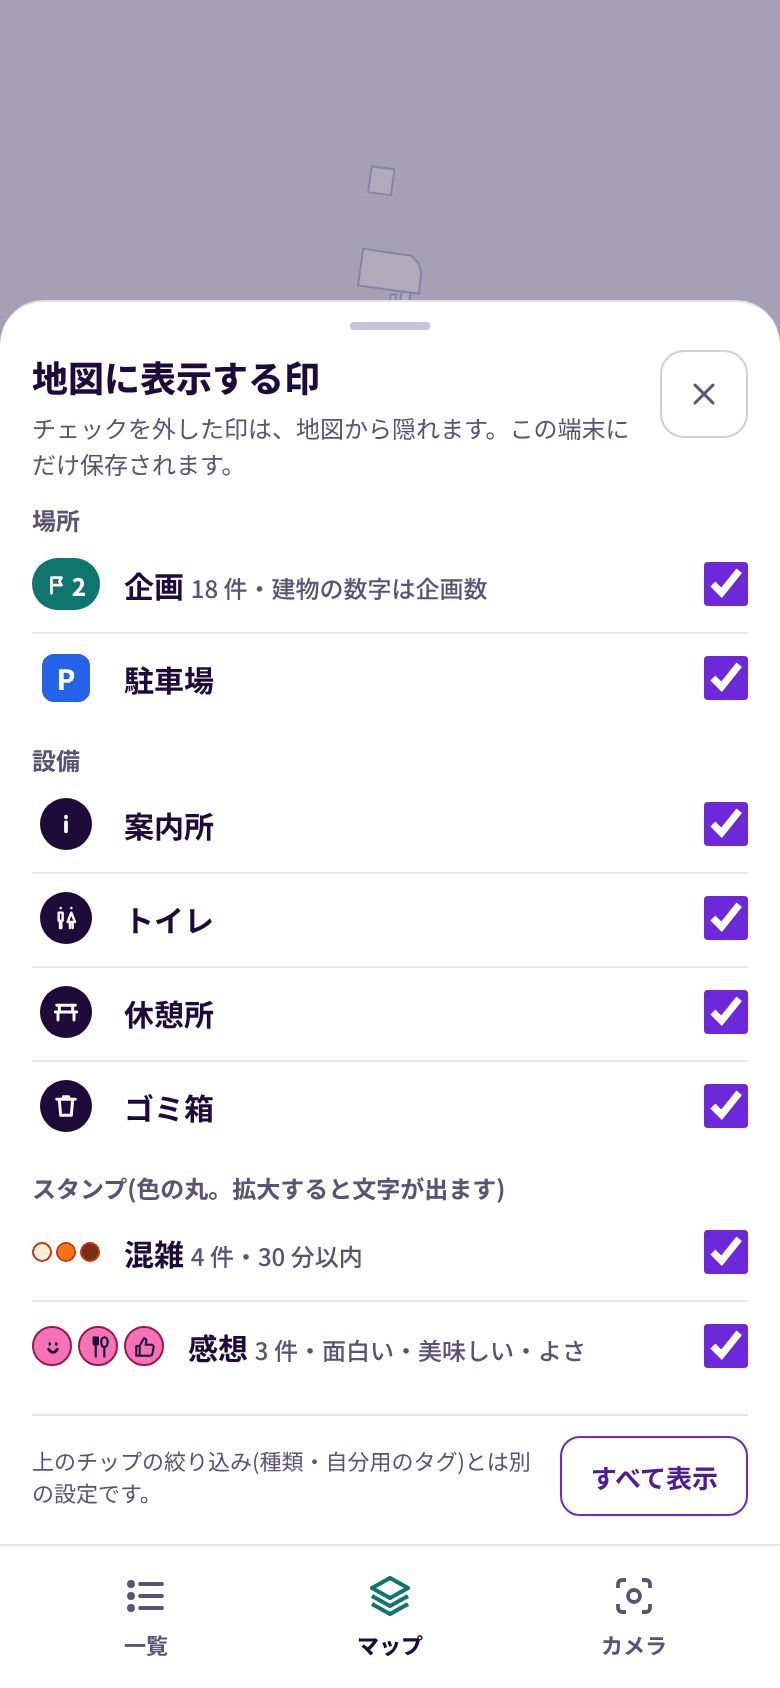 地図に表示する印
チェックを外した印は、地図から隠れます。この端末に
だけ保存されます。
場所
2 企画 18 件・建物の数字は企画数
P 駐車場
設備
i 案内所
トイレ
休憩所
ゴミ箱
スタンプ(色の丸。拡大すると文字が出ます)
混雑 4 件・30 分以内
感想 3 件・面白い・美味しい・よさ
上のチップの絞り込み(種類・自分用のタグ)とは別
の設定です。
すべて表示
一覧 マップ カメラ